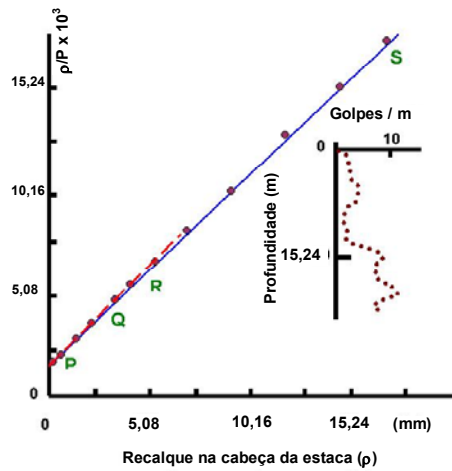 ρ/P x 10³
15,24
10,16
5,08
0
0
5,08
10,16
15,24
(mm)
Recalque na cabeça da estaca (ρ)
P
Q
R
S
Golpes / m
0
10
15,24
Profundidade (m)